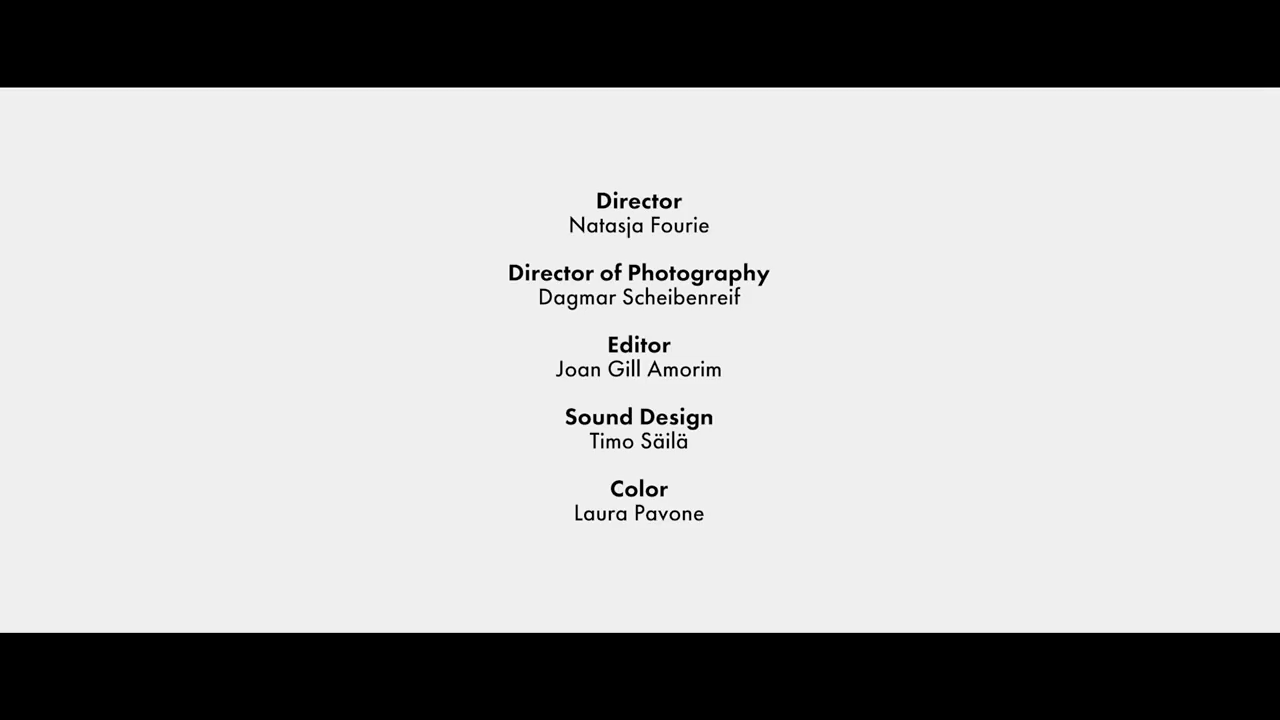 Director
Natasja Fourie
Director of Photography
Dagmar Scheibenreif
Editor
Joan Gill Amorim
Sound Design
Timo Säilä
Color
Laura Pavone